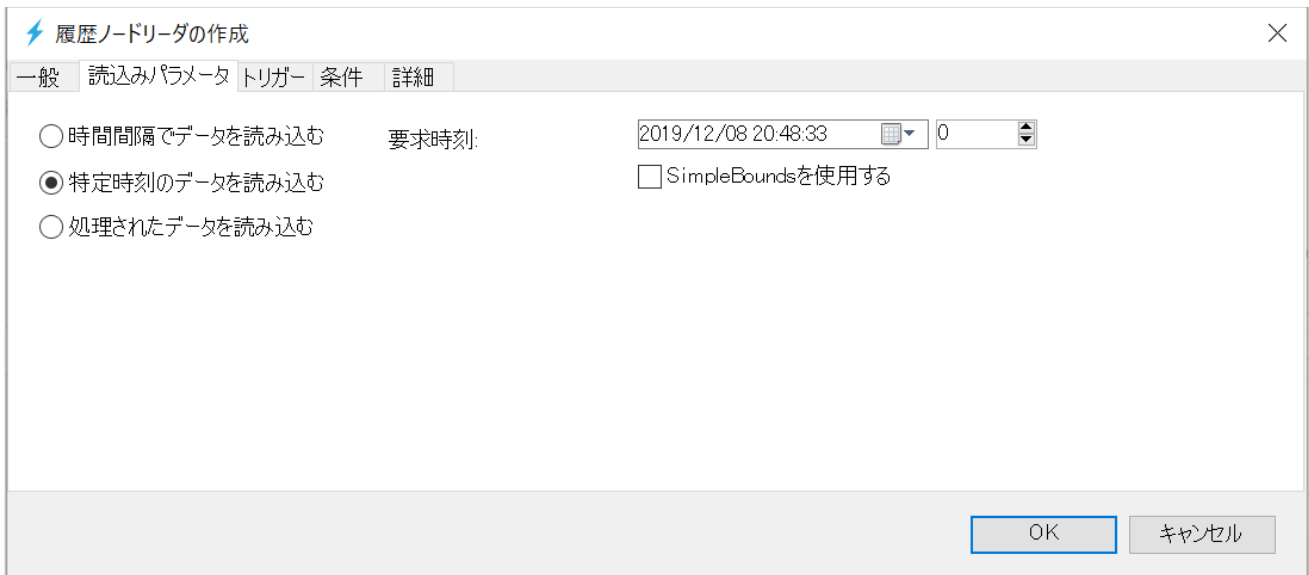 履歴ノードリーダの作成
一般 読込みパラメータ トリガー 条件 詳細
時間間隔でデータを読み込む 要求時刻: 2019/12/08 20:48:33 0
特定時刻のデータを読み込む SimpleBoundsを使用する
処理されたデータを読み込む
OK キャンセル